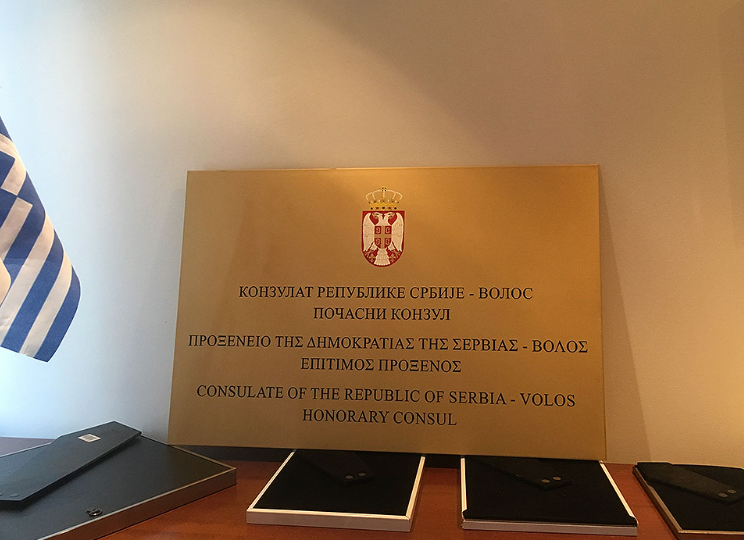 КОНЗУЛАТ РЕПУБЛИКЕ СРБИЈЕ - ВОЛОС
ПОЧАСНИ КОНЗУЛ
ΠΡΟΞΕΝΕΙΟ ΤΗΣ ΔΗΜΟΚΡΑΤΙΑΣ ΤΗΣ ΣΕΡΒΙΑΣ - ΒΟΛΟΣ
ΕΠΙΤΙΜΟΣ ΠΡΟΞΕΝΟΣ
CONSULATE OF THE REPUBLIC OF SERBIA - VOLOS
HONORARY CONSUL